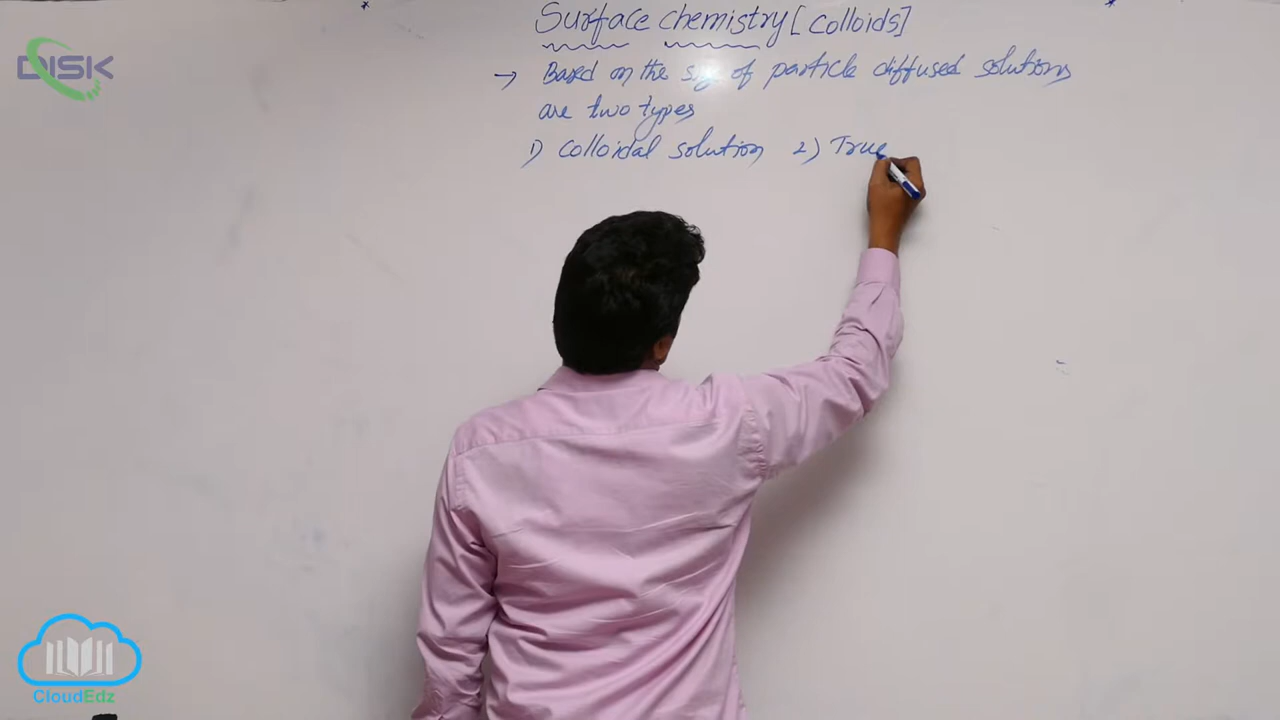 Surface chemistry [colloids]
DISK
→ Based on the size of particle diffused solutions
are two types
1) colloidal solution 2) True
CloudEdz